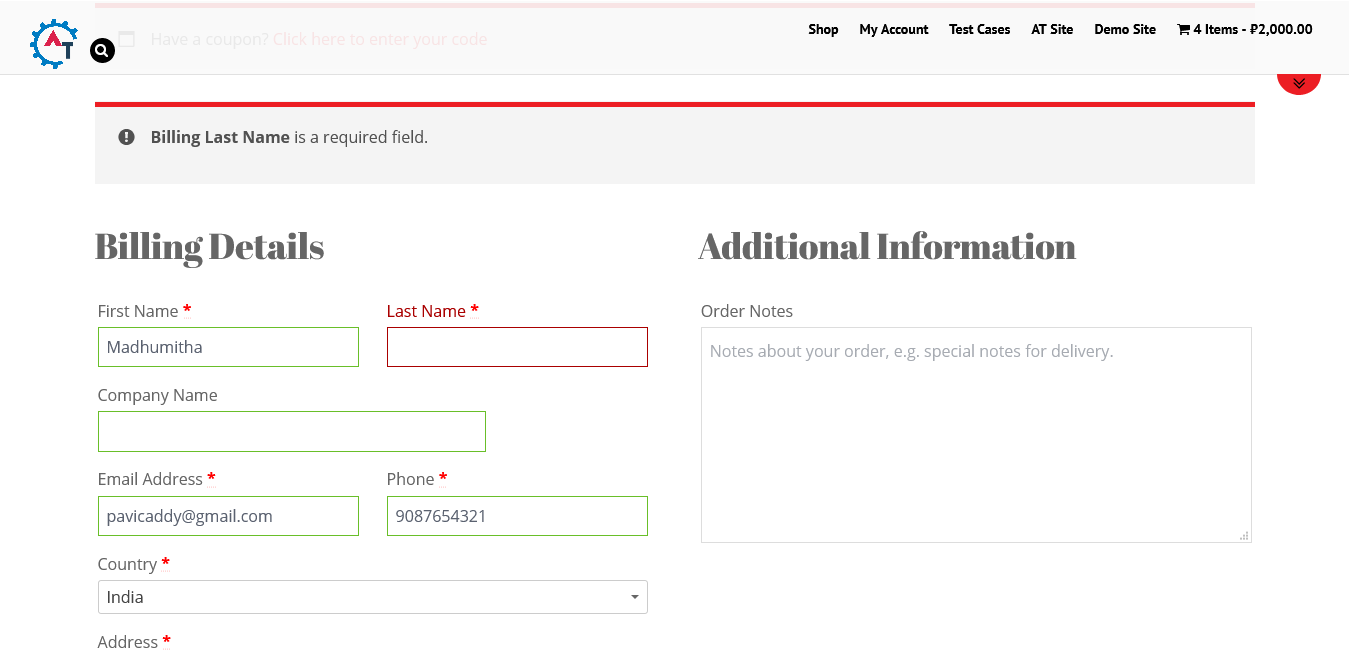 Shop My Account Test Cases AT Site Demo Site 4 Items - ₽2,000.00
AT
Have a coupon? Click here to enter your code
Billing Last Name is a required field.
Billing Details
Additional Information
First Name *
Last Name *
Order Notes
Madhumitha
Notes about your order, e.g. special notes for delivery.
Company Name
Email Address *
Phone *
pavicaddy@gmail.com
9087654321
Country *
India
Address *